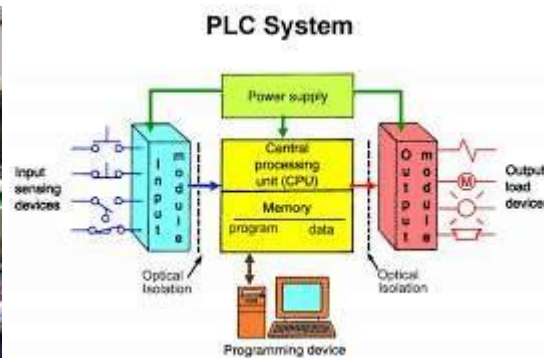 PLC System
Power supply
Input
sensing
devices
Input
module
Central
processing
unit (CPU)
Memory
program data
Output
module
M
Output
load
device
Optical
Isolation
Optical
Isolation
Programming device